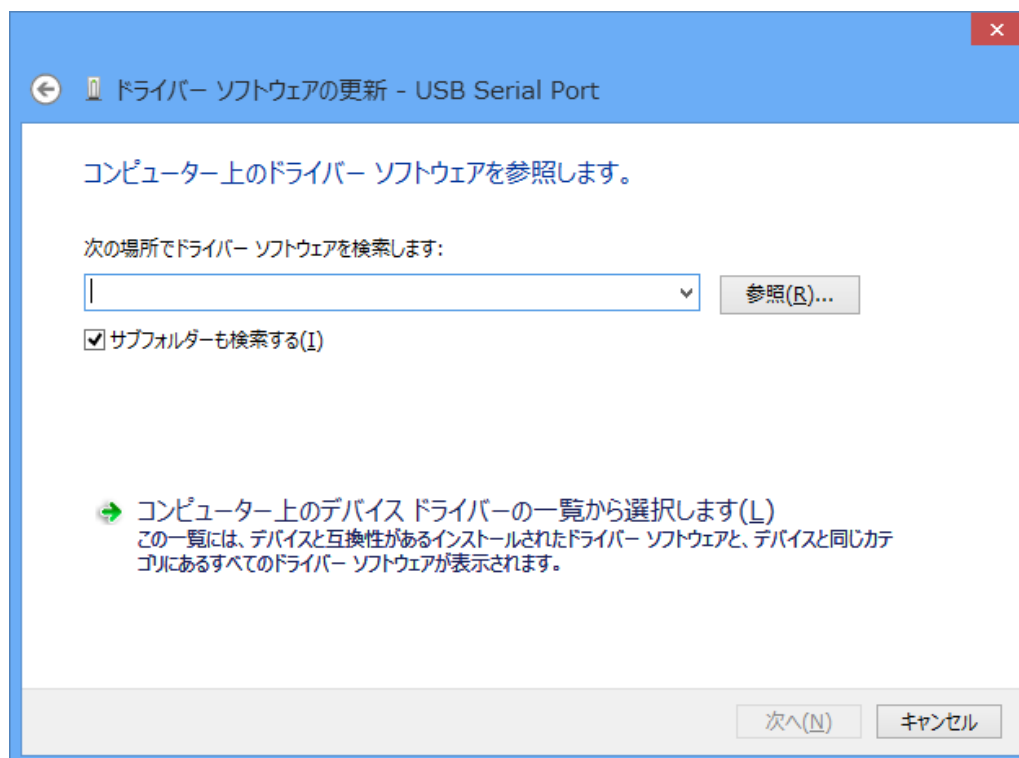 ドライバー ソフトウェアの更新 - USB Serial Port
コンピューター上のドライバー ソフトウェアを参照します。
次の場所でドライバー ソフトウェアを検索します:
参照(R)...
サブフォルダーも検索する(I)
コンピューター上のデバイス ドライバーの一覧から選択します(L)
この一覧には、デバイスと互換性があるインストールされたドライバー ソフトウェアと、デバイスと同じカテ
ゴリにあるすべてのドライバー ソフトウェアが表示されます。
次へ(N)
キャンセル